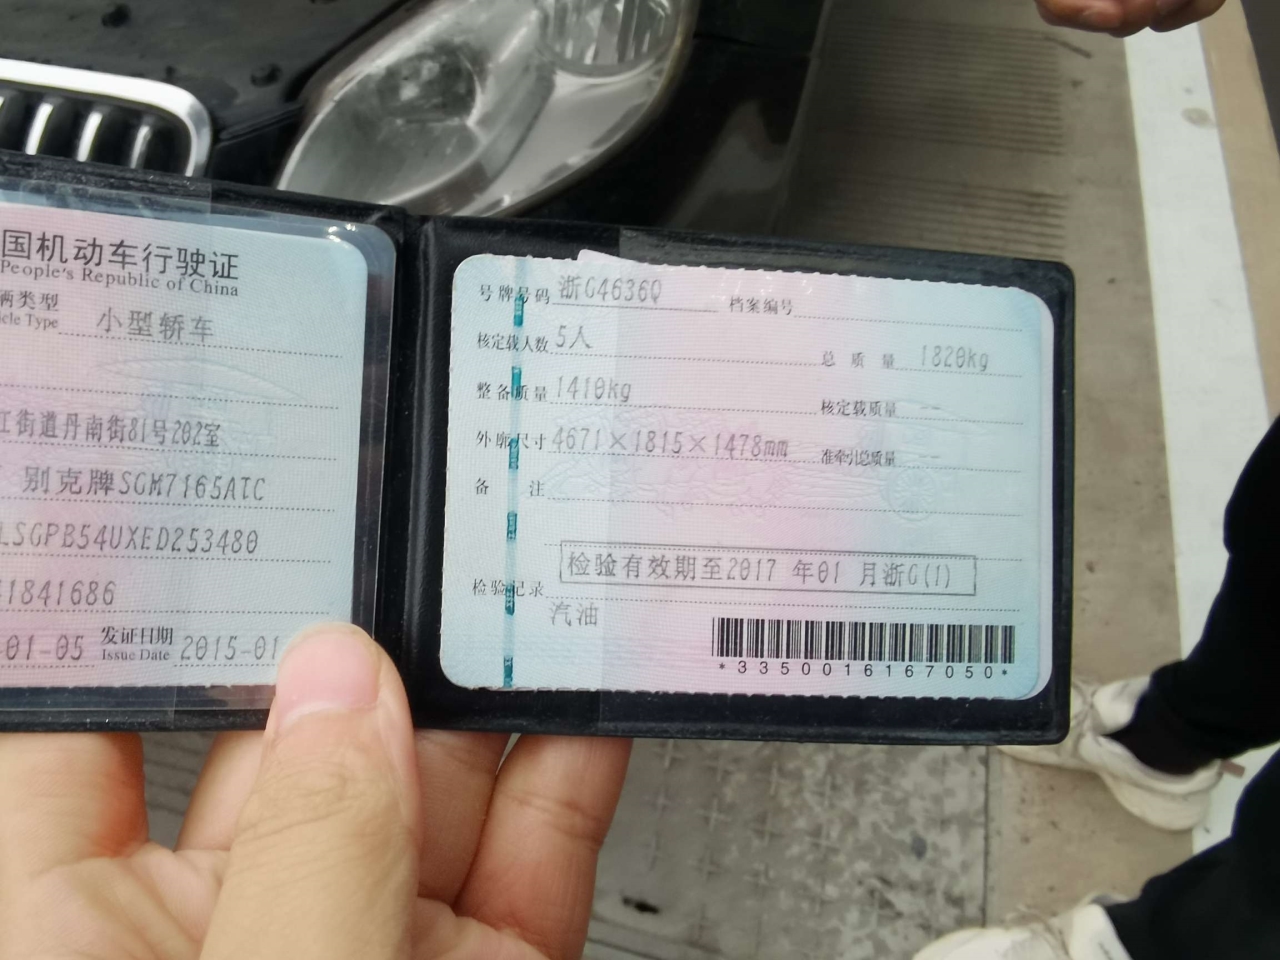 国机动车行驶证
People's Republic of China
辆类型 小型轿车
cle Type
江街道丹南街81号202室
别克牌SGM7165ATC
LSGPB54UXED253480
1841686
-01-05 发证日期 2015-01
Issue Date
号牌号码 浙G4636Q 档案编号
核定载人数 5人 总质量 1820kg
整备质量 1410kg 核定载质量 --
外廓尺寸 4671×1815×1478mm 准牵引总质量 --
备注
检验有效期至2017 年01 月浙G(1)
检验记录
汽油
*3350016167050*